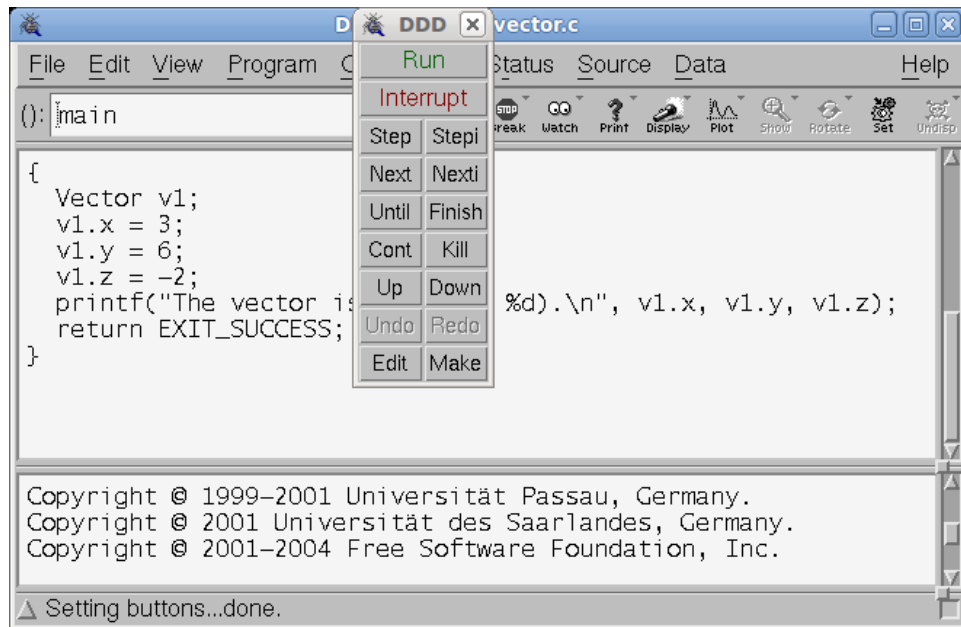 D
DDD
vector.c
File Edit View Program C Status Source Data Help
(): main
Break Watch Print Display Plot Show Rotate Set Undisp
Run
Interrupt
Step Stepi
Next Nexti
Until Finish
Cont Kill
Up Down
Undo Redo
Edit Make
{
Vector v1;
v1.x = 3;
v1.y = 6;
v1.z = -2;
printf("The vector is %d).\n", v1.x, v1.y, v1.z);
return EXIT_SUCCESS;
}
Copyright © 1999-2001 Universität Passau, Germany.
Copyright © 2001 Universität des Saarlandes, Germany.
Copyright © 2001-2004 Free Software Foundation, Inc.
Setting buttons...done.